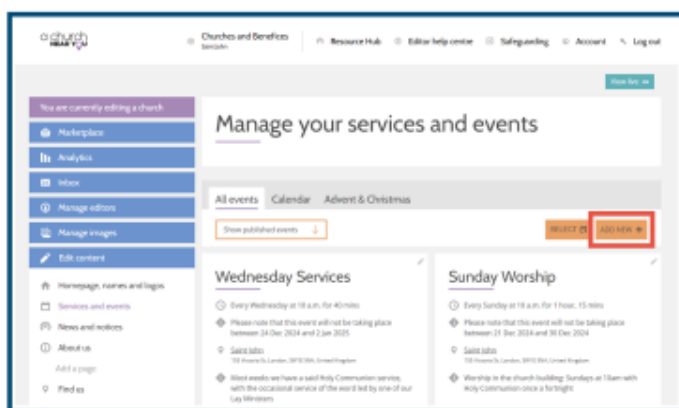 a church
NEAR YOU
Churches and Benefices
Saint John
Resource Hub
Editor help centre
Safeguarding
Account
Log out
View live
You are currently editing a church
Marketplace
Analytics
Inbox
Manage editors
Manage images
Edit content
Homepage, names and logos
Services and events
News and notices
About us
Add a page
Find us
Manage your services and events
All events
Calendar
Advent & Christmas
Show published events
SELECT
ADD NEW +
Wednesday Services
Every Wednesday at 10 a.m. for 40 mins
Please note that this event will not be taking place
between 24 Dec 2024 and 2 Jan 2025
Saint John
London, United Kingdom
Most weeks we have a said Holy Communion service,
with the occasional service of the word led by one of our
Lay Ministers
Sunday Worship
Every Sunday at 10 a.m. for 1 hour, 15 mins
Please note that this event will not be taking place
between 21 Dec 2024 and 30 Dec 2024
Saint John
London, United Kingdom
Worship in the church building: Sundays at 10am with
Holy Communion once a fortnight